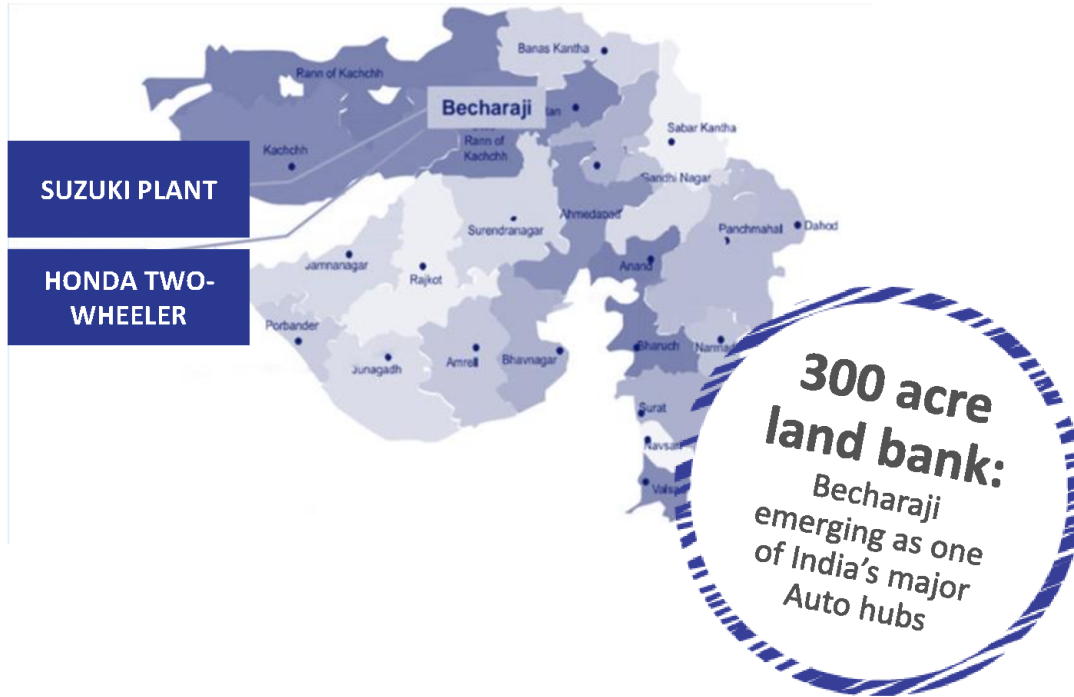 Banas Kantha
Rann of Kachchh
Becharaji
Sabar Kantha
Rann of
Kachchh
Kachchh
SUZUKI PLANT
Gandhi Nagar
Ahmedabad
Surendranagar
Panchmahal
Dahod
Jamnanagar
Anand
Rajkot
HONDA TWO-
WHEELER
Porbander
Junagadh
Amreli
Bhavnagar
Bharuch
Surat
300 acre
land bank:
Becharaji
emerging as one
of India's major
Auto hubs